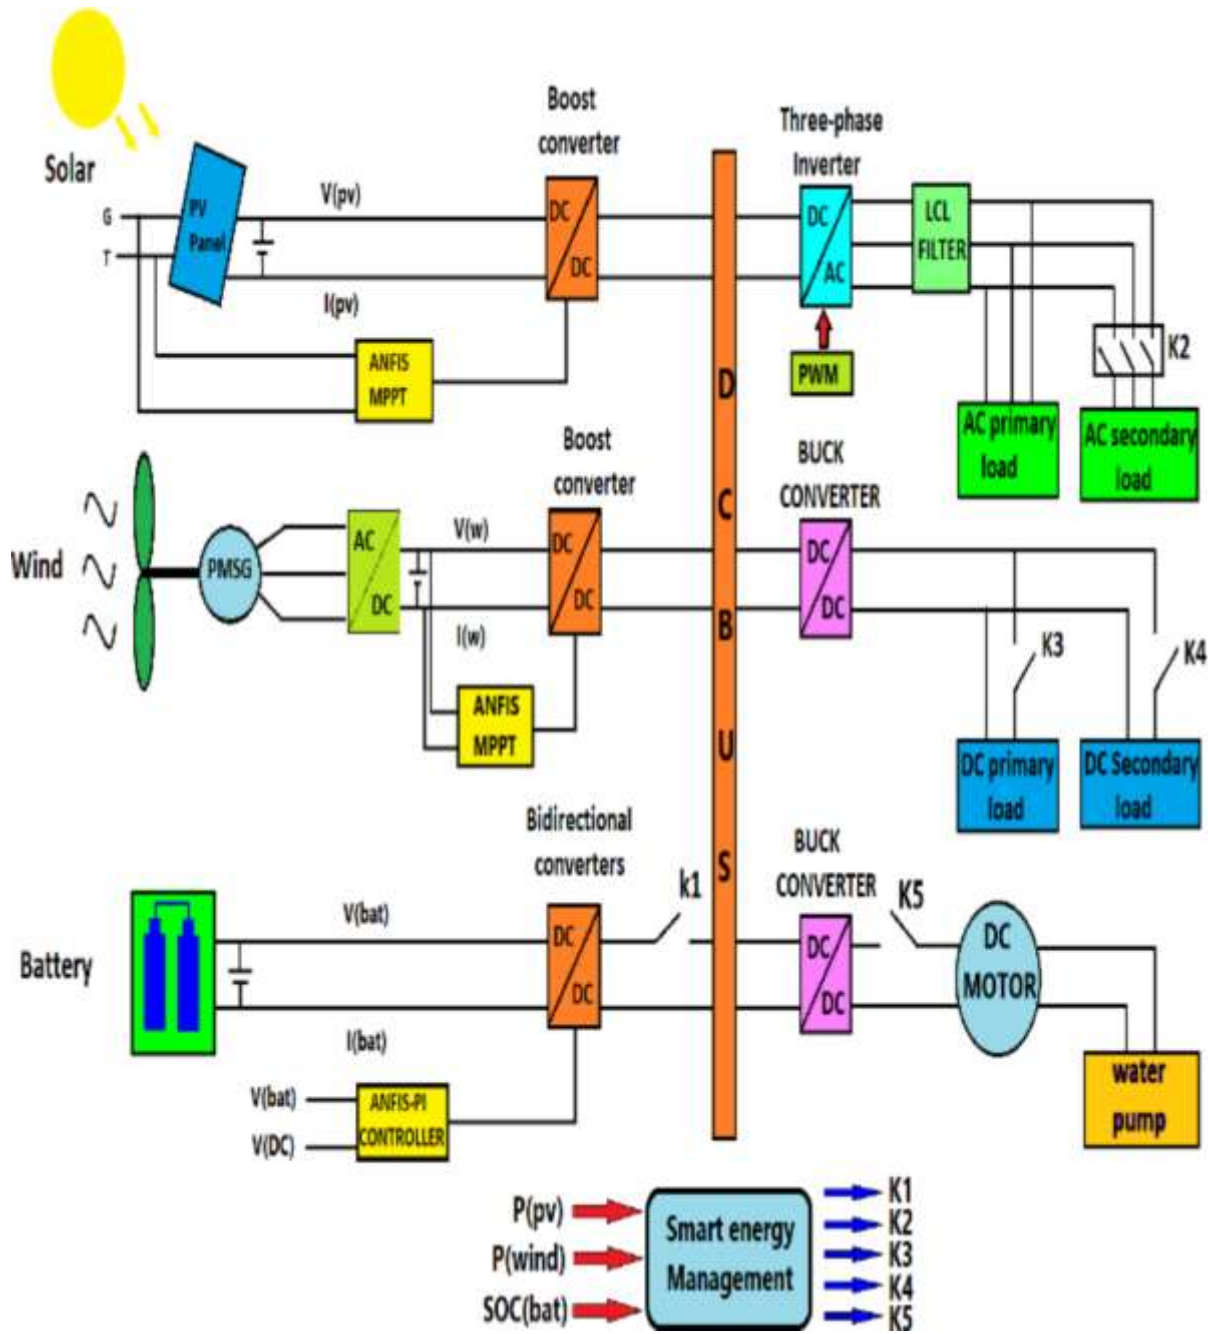 Solar
G
T
PV
Panel
V(pv)
I(pv)
ANFIS
MPPT
Boost
converter
DC
DC
Three-phase
Inverter
DC
AC
PWM
LCL
FILTER
K2
AC primary
load
AC secondary
load
Wind
PMSG
AC
DC
V(w)
I(w)
ANFIS
MPPT
Boost
converter
DC
DC
D
C
B
U
S
BUCK
CONVERTER
DC
DC
K3
K4
DC primary
load
DC Secondary
load
Battery
V(bat)
I(bat)
V(bat)
V(DC)
ANFIS-PI
CONTROLLER
Bidirectional
converters
DC
DC
k1
BUCK
CONVERTER
DC
DC
K5
DC
MOTOR
water
pump
P(pv)
P(wind)
SOC(bat)
Smart energy
Management
K1
K2
K3
K4
K5